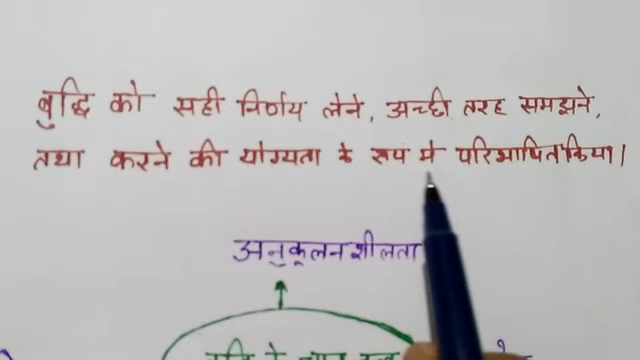 बुद्धि को सही निर्णय लेने, अच्छी तरह समझने,
तथा करने की योग्यता के रूप मे परिभाषित किया।
अनुकूलनशीलता